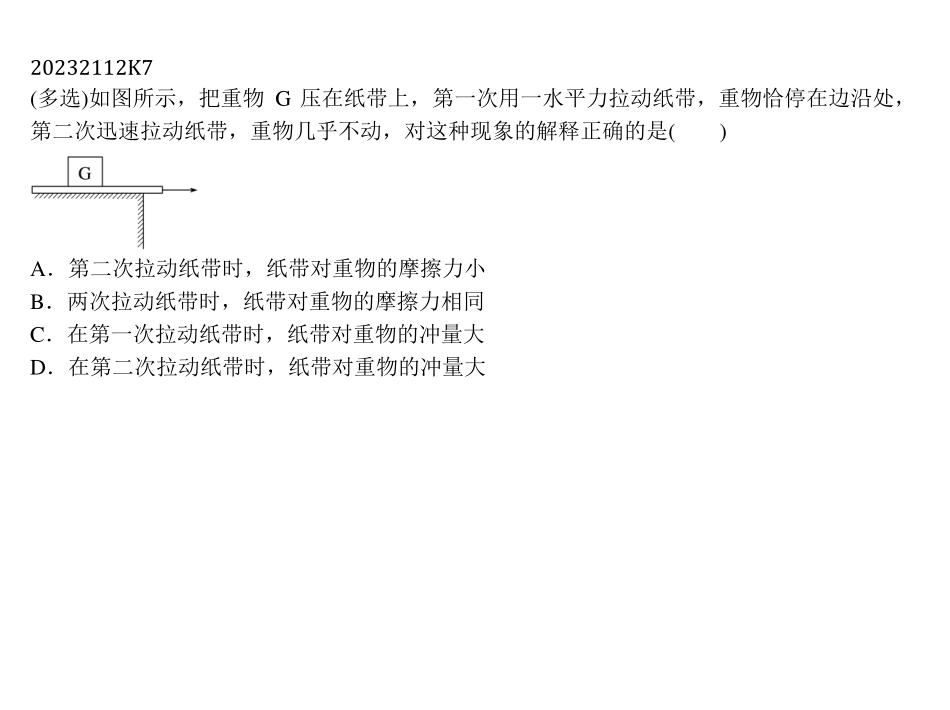 20232112K7
(多选)如图所示，把重物 G 压在纸带上，第一次用一水平力拉动纸带，重物恰停在边沿处，
第二次迅速拉动纸带，重物几乎不动，对这种现象的解释正确的是(　　)
G
A．第二次拉动纸带时，纸带对重物的摩擦力小
B．两次拉动纸带时，纸带对重物的摩擦力相同
C．在第一次拉动纸带时，纸带对重物的冲量大
D．在第二次拉动纸带时，纸带对重物的冲量大